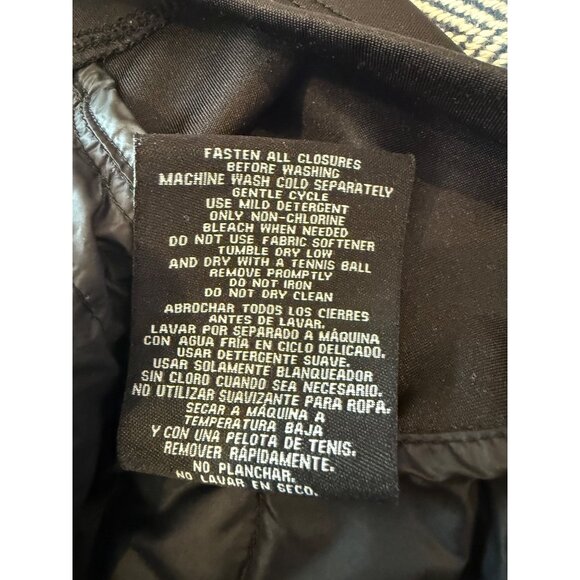 FASTEN ALL CLOSURES
BEFORE WASHING
MACHINE WASH COLD SEPARATELY
GENTLE CYCLE
USE MILD DETERGENT
ONLY NON-CHLORINE
BLEACH WHEN NEEDED
DO NOT USE FABRIC SOFTENER
TUMBLE DRY LOW
AND DRY WITH A TENNIS BALL
REMOVE PROMPTLY
DO NOT IRON
DO NOT DRY CLEAN
ABROCHAR TODOS LOS CIERRES
ANTES DE LAVAR.
LAVAR POR SEPARADO A MÁQUINA
CON AGUA FRÍA EN CICLO DELICADO.
USAR DETERGENTE SUAVE.
USAR SOLAMENTE BLANQUEADOR
SIN CLORO CUANDO SEA NECESARIO.
NO UTILIZAR SUAVIZANTE PARA ROPA.
SECAR A MÁQUINA A
TEMPERATURA BAJA
Y CON UNA PELOTA DE TENIS.
REMOVER RÁPIDAMENTE.
NO PLANCHAR.
NO LAVAR EN SECO.